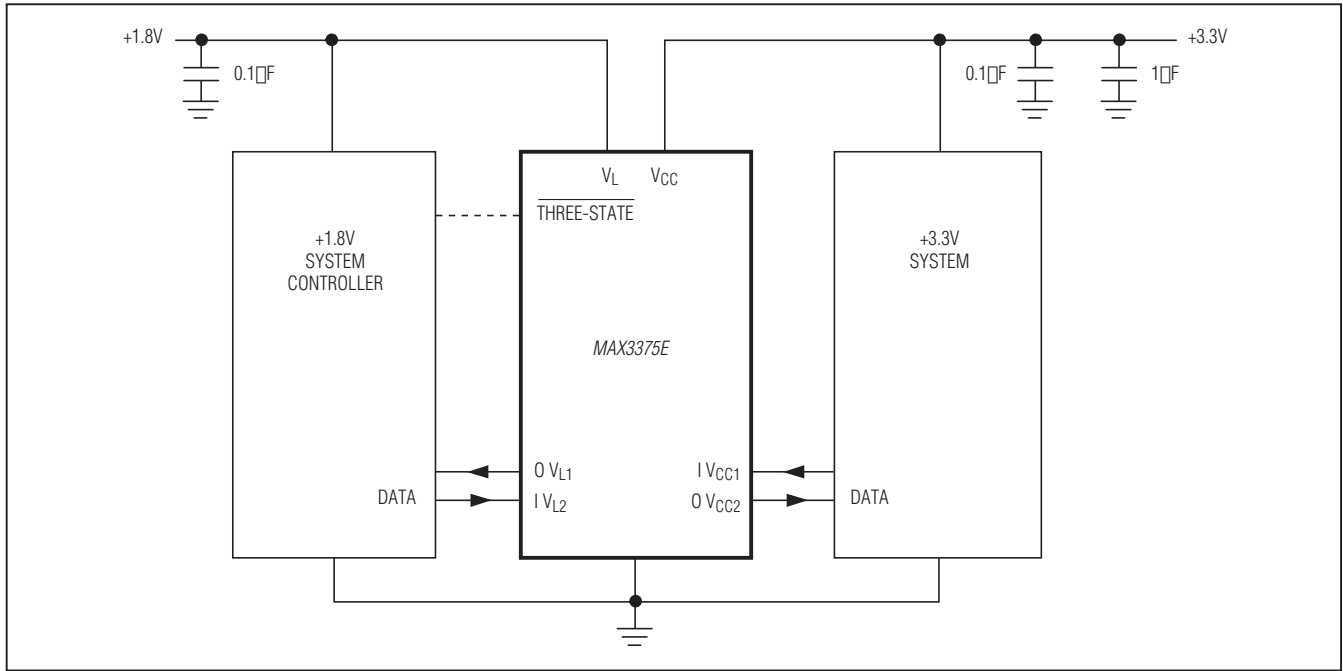 +1.8V
+3.3V
0.1▯F
0.1▯F
1▯F
VL
VCC
THREE-STATE
+1.8V
SYSTEM
CONTROLLER
+3.3V
SYSTEM
MAX3375E
O VL1
I VCC1
DATA
I VL2
O VCC2
DATA